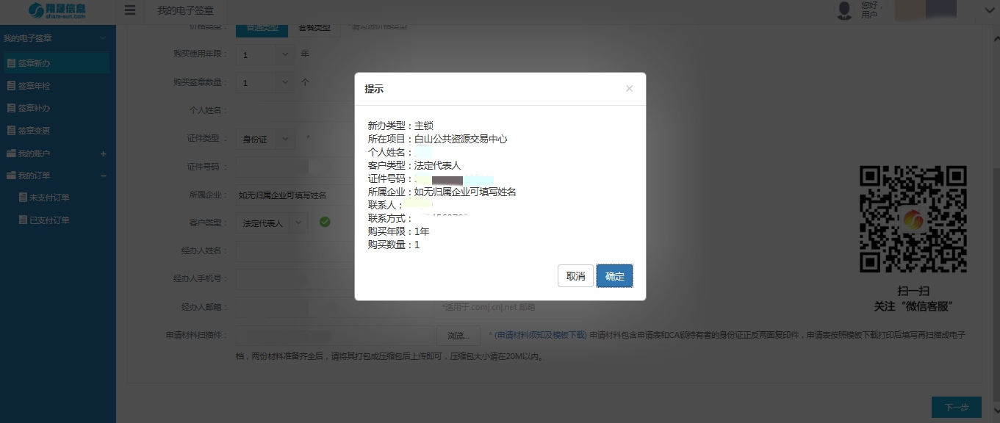 翔晟信息
share-sun.com
我的电子签章
您好，
用户
我的电子签章
签章新办
签章年检
签章补办
签章变更
我的账户 +
我的订单 −
未支付订单
已支付订单
价格类型： 普通类型 套餐类型 *请勾选价格类型
购买使用年限： 1 年
购买签章数量： 1 个
个人姓名：
证件类型： 身份证 *
证件号码：
所属企业： 如无归属企业可填写姓名
客户类型： 法定代表人
经办人姓名：
经办人手机号：
经办人邮箱： *适用于.com|.cn|.net 邮箱
申请材料扫描件： 浏览... *(申请材料须知及模板下载) 申请材料包含申请表和CA锁持有者的身份证正反两面复印件，申请表按照模板下载打印后填写再扫描成电子
档，两份材料准备齐全后，请将其打包成压缩包后上传即可，压缩包大小请在20M以内。
提示 ×
新办类型：主锁
所在项目：白山公共资源交易中心
个人姓名：
客户类型：法定代表人
证件号码：
所属企业：如无归属企业可填写姓名
联系人：
联系方式：
购买年限：1年
购买数量：1
取消 确定
扫一扫
关注“微信客服”
下一步